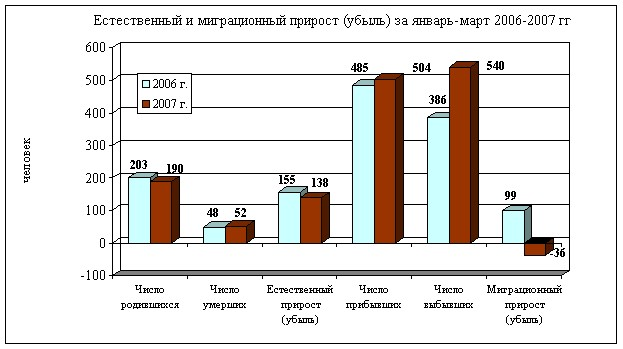 Естественный и миграционный прирост (убыль) за январь-март 2006-2007 гг
человек
600
500
400
300
200
100
0
-100
2006 г.
2007 г.
203
190
48
52
155
138
485
504
386
540
99
-36
Число
родившихся
Число
умерших
Естественный
прирост
(убыль)
Число
прибывших
Число
выбывших
Миграционный
прирост
(убыль)